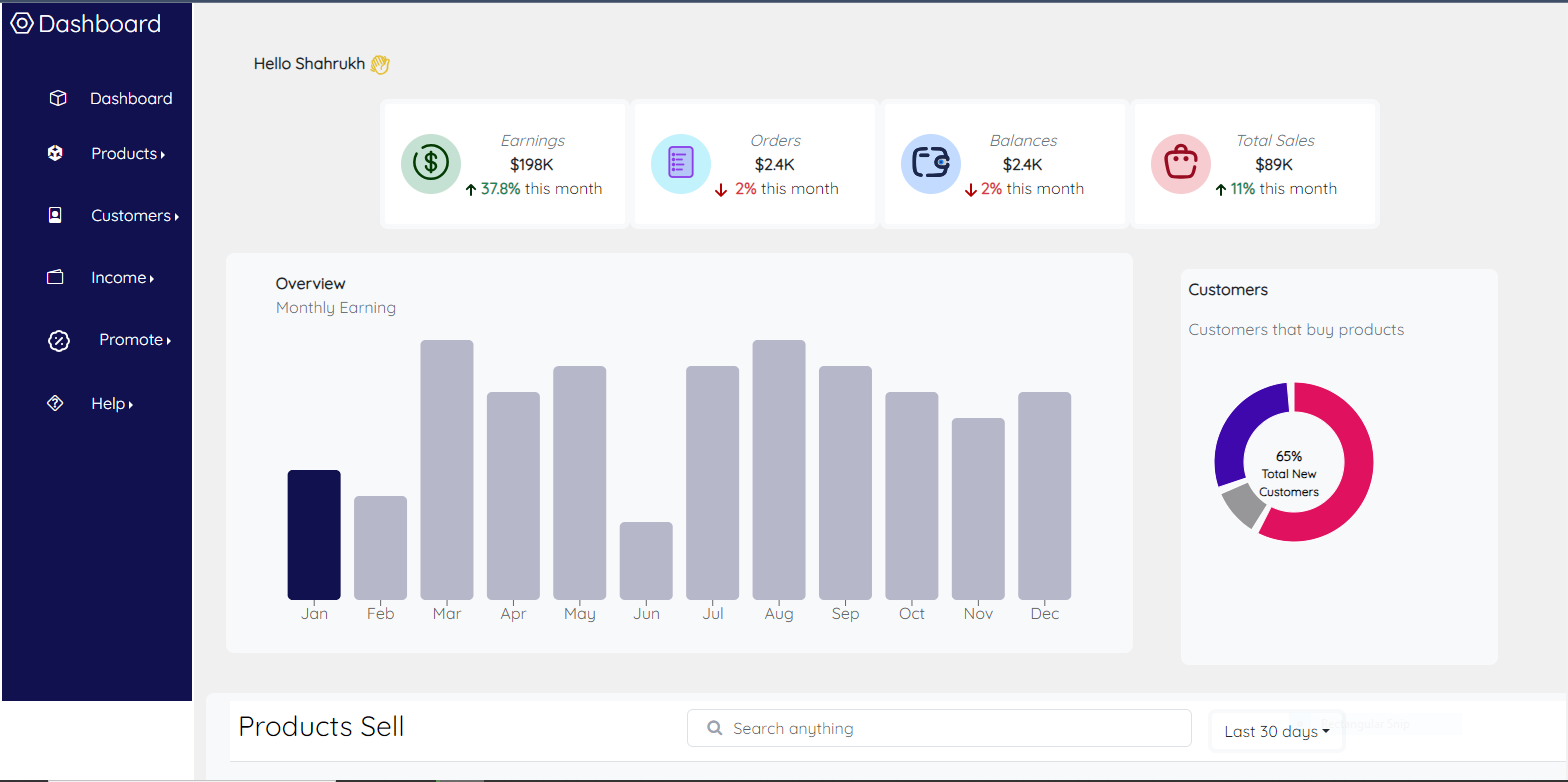 Dashboard
Dashboard
Products
Customers
Income
Promote
Help
Hello Shahrukh 👋
Earnings
$198K
37.8% this month
Orders
$2.4K
2% this month
Balances
$2.4K
2% this month
Total Sales
$89K
11% this month
Overview
Monthly Earning
Jan Feb Mar Apr May Jun Jul Aug Sep Oct Nov Dec
Customers
Customers that buy products
65%
Total New
Customers
Products Sell
Search anything
Last 30 days
Rectangular Snip